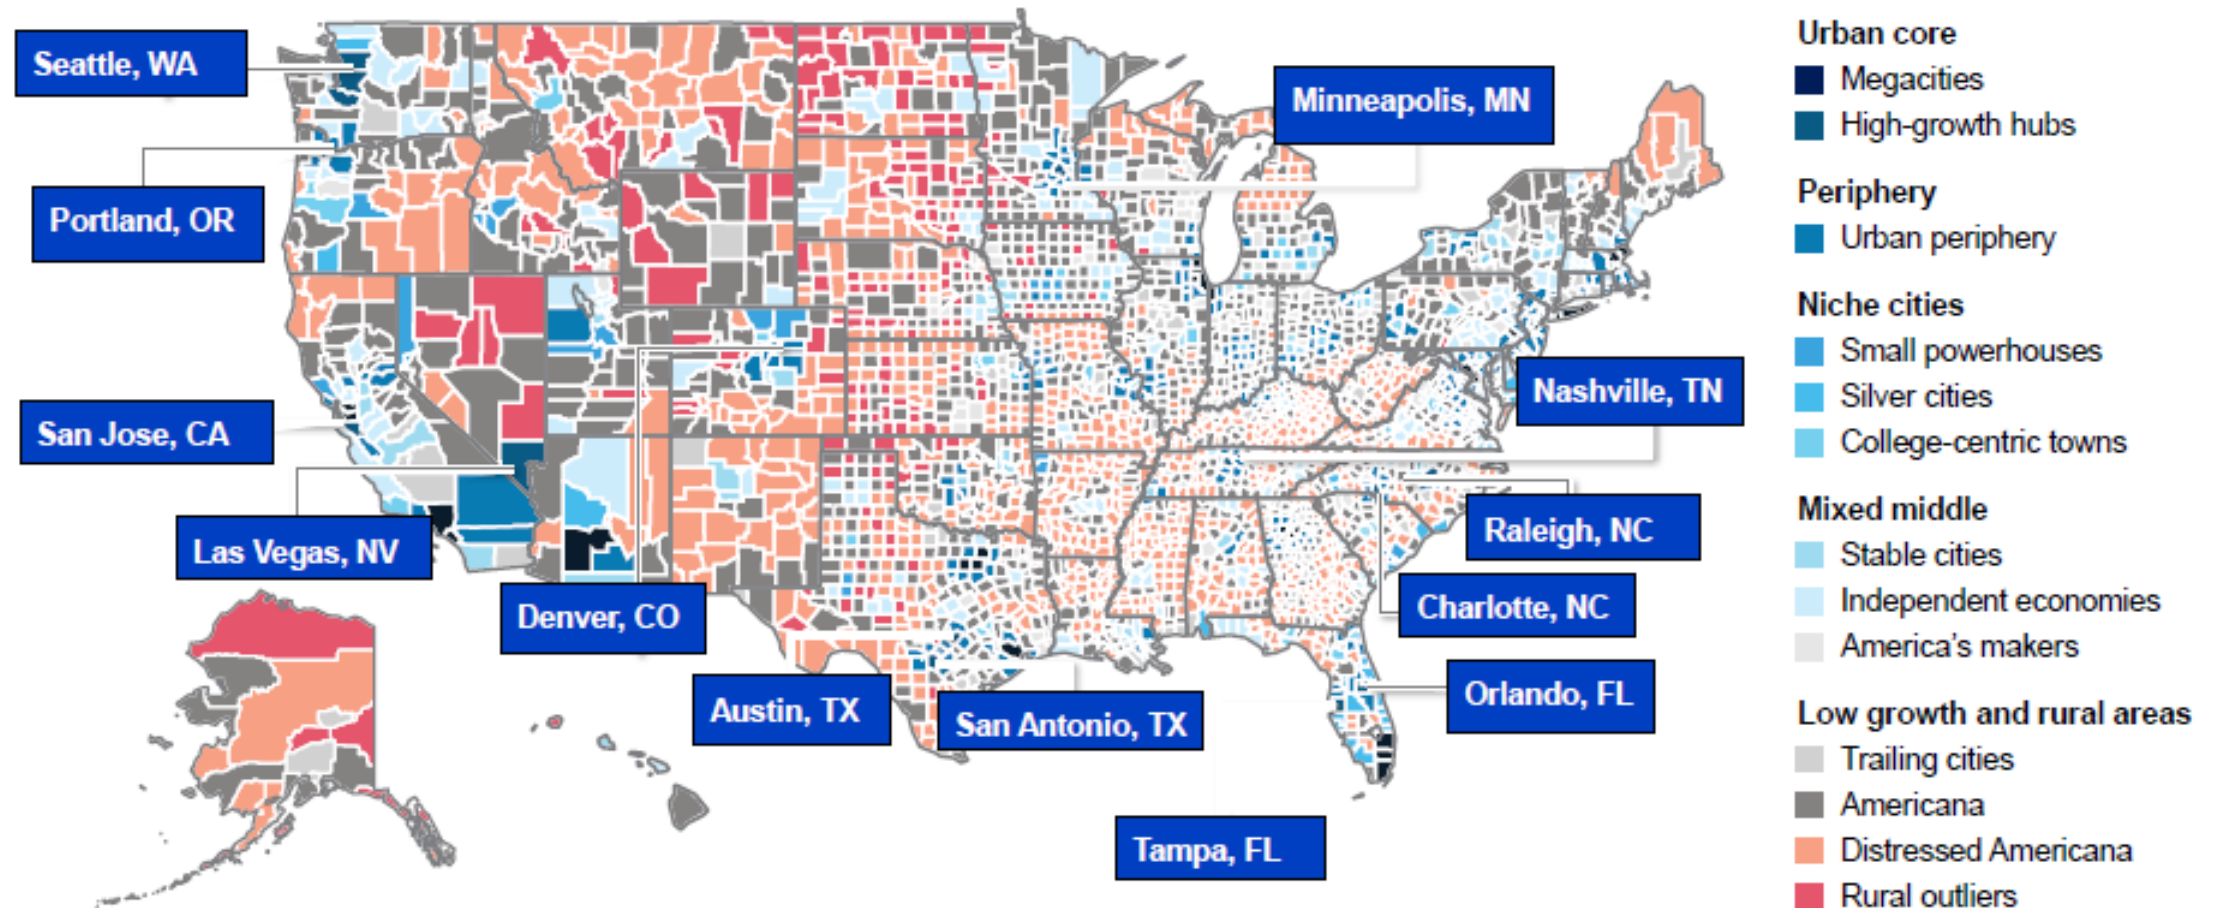 Seattle, WA
Portland, OR
San Jose, CA
Las Vegas, NV
Denver, CO
Austin, TX
San Antonio, TX
Tampa, FL
Orlando, FL
Charlotte, NC
Raleigh, NC
Nashville, TN
Minneapolis, MN
Urban core
Megacities
High-growth hubs
Periphery
Urban periphery
Niche cities
Small powerhouses
Silver cities
College-centric towns
Mixed middle
Stable cities
Independent economies
America's makers
Low growth and rural areas
Trailing cities
Americana
Distressed Americana
Rural outliers